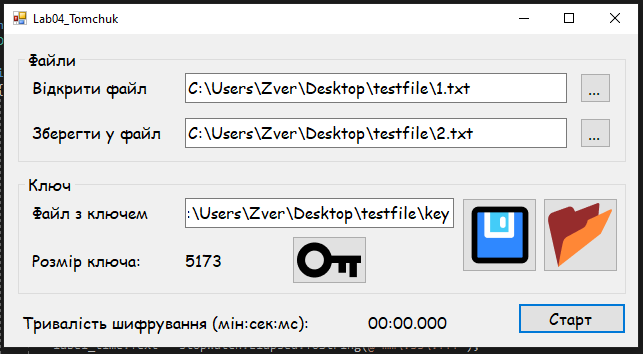 Lab04_Tomchuk
Файли
Відкрити файл C:\Users\Zver\Desktop\testfile\1.txt ...
Зберегти у файл C:\Users\Zver\Desktop\testfile\2.txt ...
Ключ
Файл з ключем :\Users\Zver\Desktop\testfile\key
Розмір ключа: 5173
Тривалість шифрування (мін:сек:мс): 00:00.000 Старт